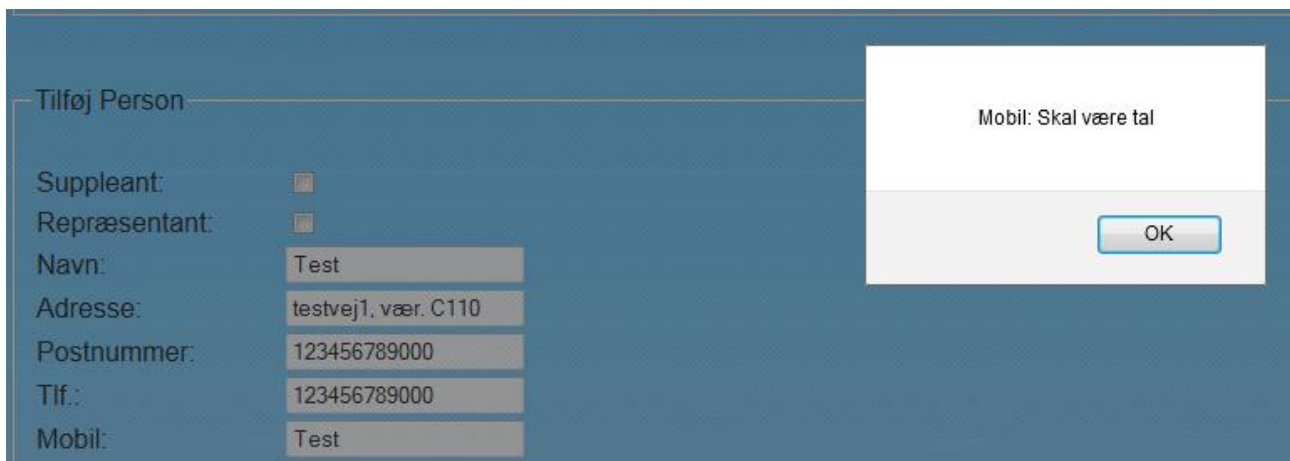 Tilføj Person
Mobil: Skal være tal
OK
Suppleant:
Repræsentant:
Navn: Test
Adresse: testvej1, vær. C110
Postnummer: 123456789000
Tlf.: 123456789000
Mobil: Test